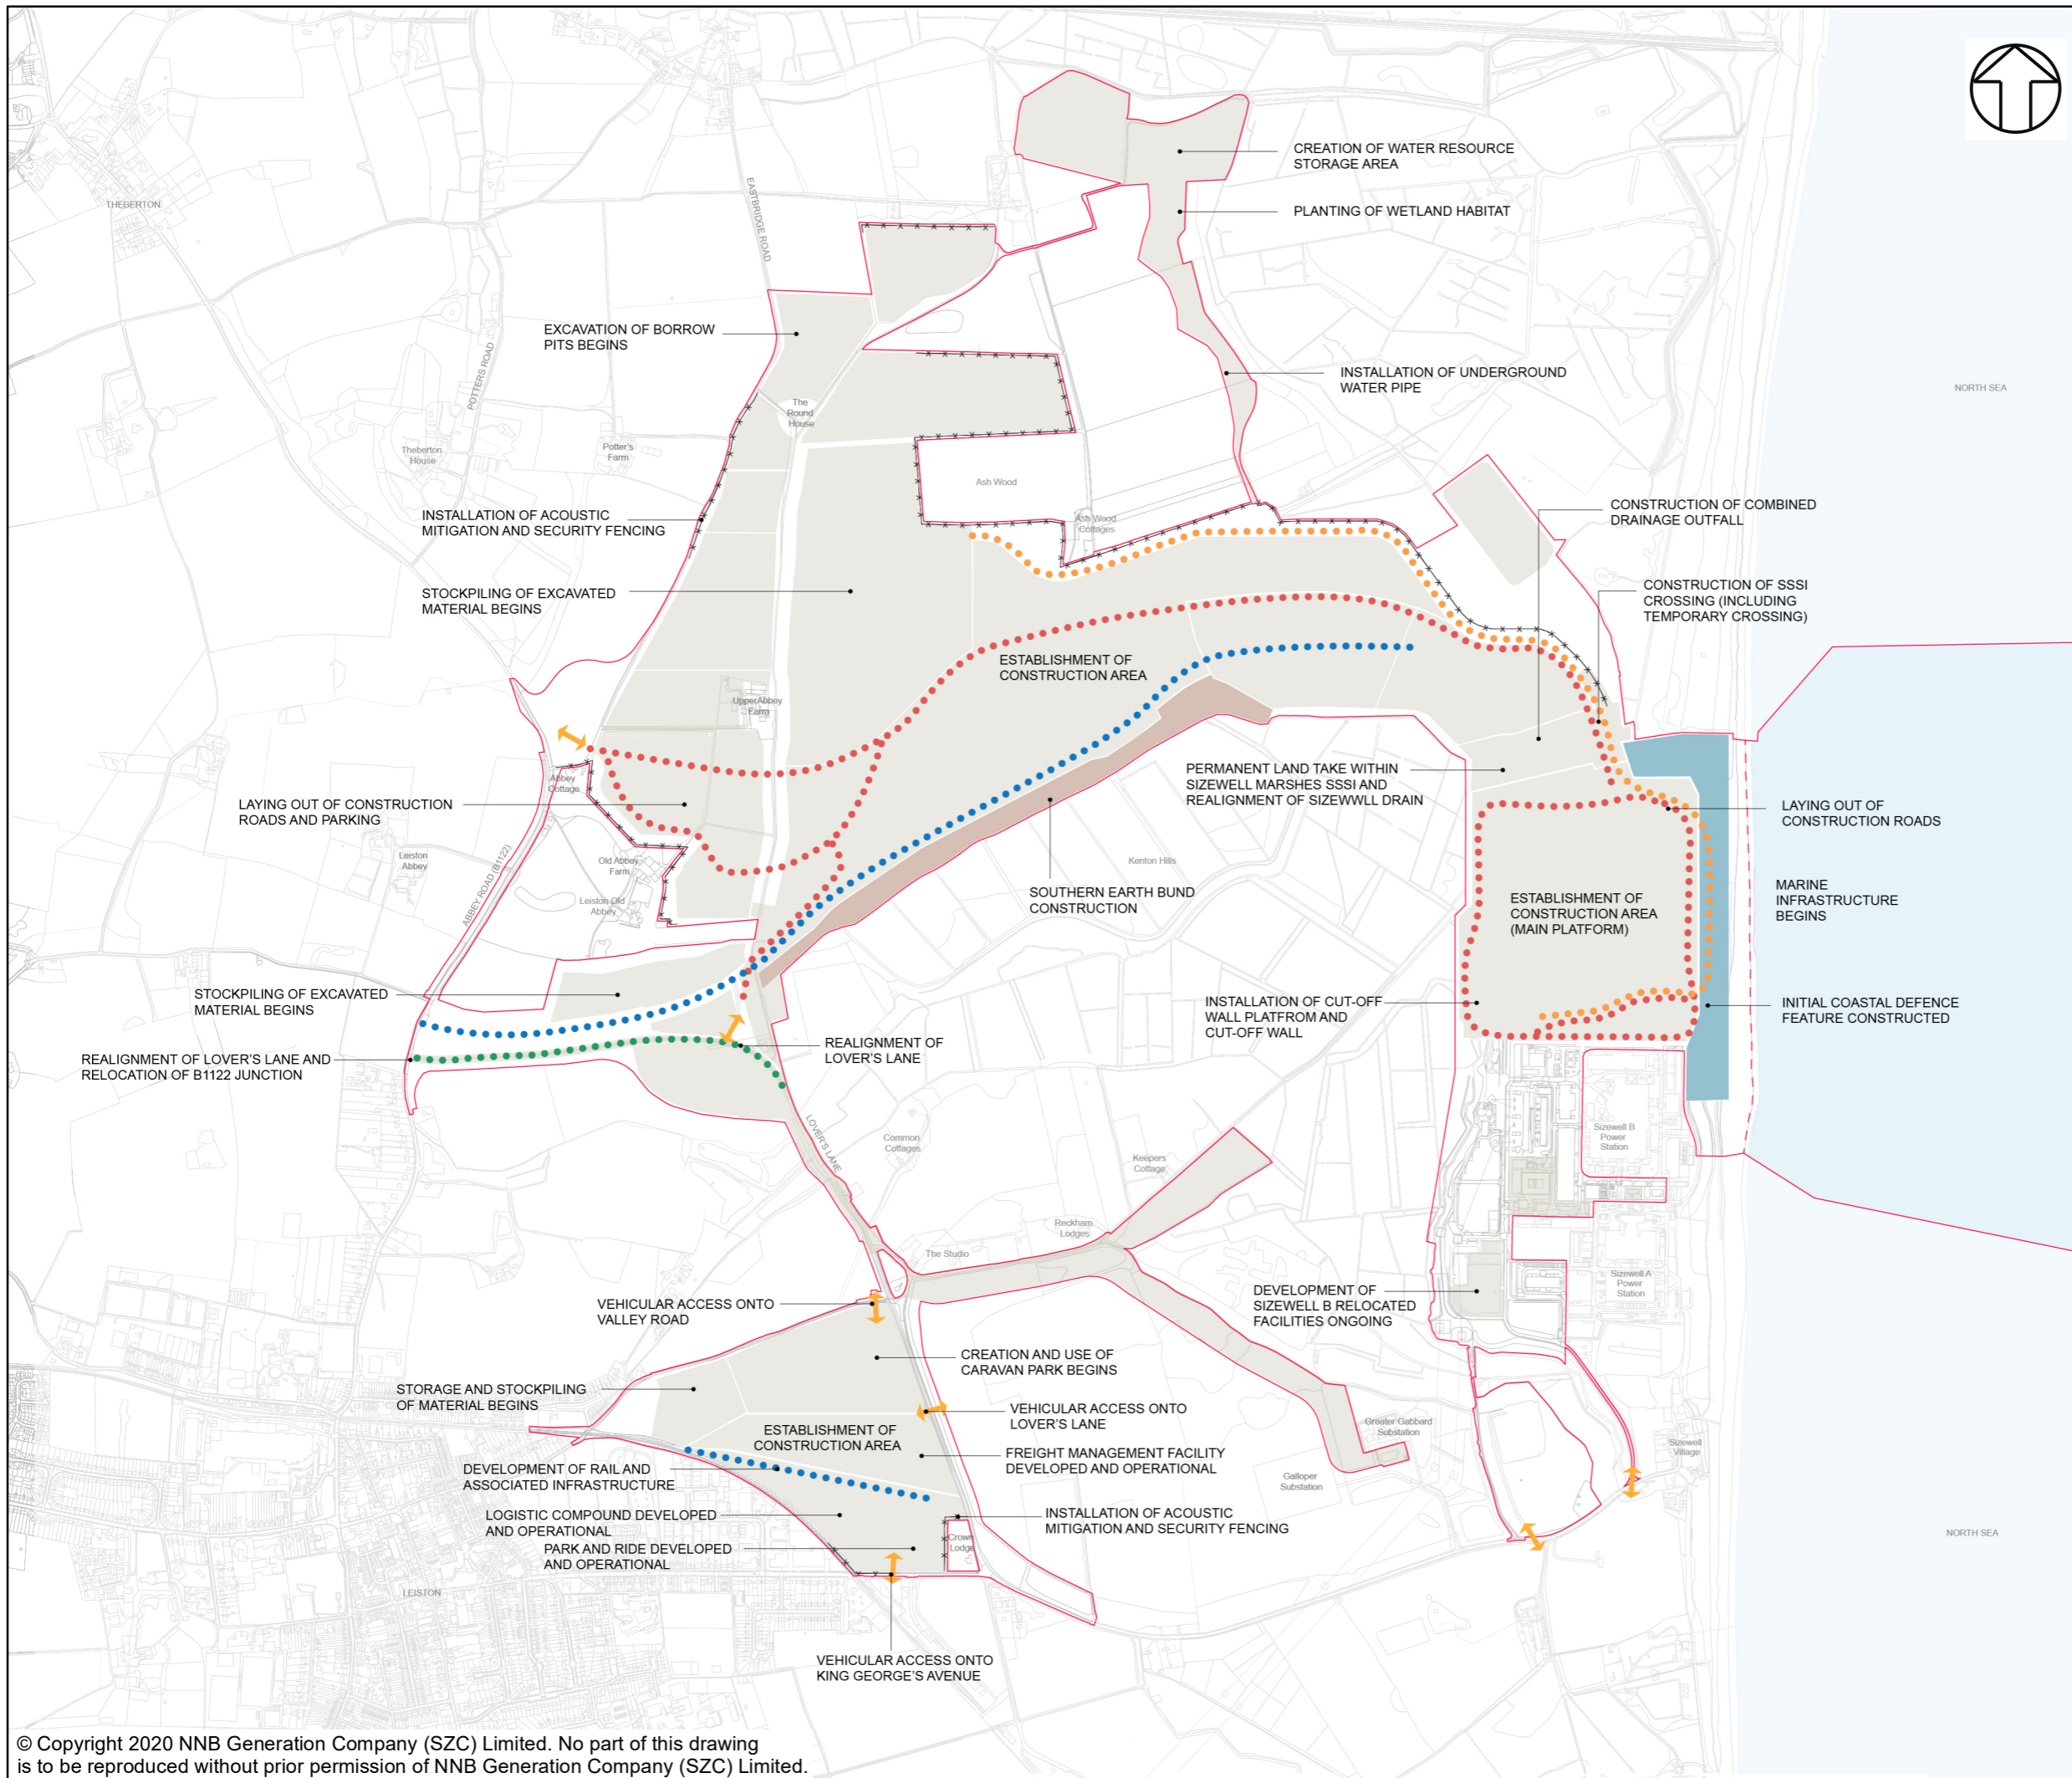 CREATION OF WATER RESOURCE
STORAGE AREA
EASTBRIDGE ROAD
THEBERTON
PLANTING OF WETLAND HABITAT
EXCAVATION OF BORROW
PITS BEGINS
POTTERS ROAD
INSTALLATION OF UNDERGROUND
WATER PIPE
NORTH SEA
The
Round
House
Theberton
House
Potter's
Farm
Ash Wood
INSTALLATION OF ACOUSTIC
MITIGATION AND SECURITY FENCING
Ash Wood
Cottages
CONSTRUCTION OF COMBINED
DRAINAGE OUTFALL
STOCKPILING OF EXCAVATED
MATERIAL BEGINS
CONSTRUCTION OF SSSI
CROSSING (INCLUDING
TEMPORARY CROSSING)
ESTABLISHMENT OF
CONSTRUCTION AREA
UpperAbbey
Farm
Abbey
Cottage
PERMANENT LAND TAKE WITHIN
SIZEWELL MARSHES SSSI AND
REALIGNMENT OF SIZEWWLL DRAIN
LAYING OUT OF CONSTRUCTION
ROADS AND PARKING
LAYING OUT OF
CONSTRUCTION ROADS
Leiston
Abbey
ABBEY ROAD (B1122)
Old Abbey
Farm
Leiston Old
Abbey
Kenton Hills
SOUTHERN EARTH BUND
CONSTRUCTION
ESTABLISHMENT OF
CONSTRUCTION AREA
(MAIN PLATFORM)
MARINE
INFRASTRUCTURE
BEGINS
STOCKPILING OF EXCAVATED
MATERIAL BEGINS
INSTALLATION OF CUT-OFF
WALL PLATFROM AND
CUT-OFF WALL
INITIAL COASTAL DEFENCE
FEATURE CONSTRUCTED
REALIGNMENT OF LOVER'S LANE AND
RELOCATION OF B1122 JUNCTION
REALIGNMENT OF
LOVER'S LANE
LOVER'S LANE
Common
Cottages
Keepers
Cottage
Sizewell B
Power
Station
Reckham
Lodges
The Studio
Sizewell A
Power
Station
VEHICULAR ACCESS ONTO
VALLEY ROAD
DEVELOPMENT OF
SIZEWELL B RELOCATED
FACILITIES ONGOING
CREATION AND USE OF
CARAVAN PARK BEGINS
STORAGE AND STOCKPILING
OF MATERIAL BEGINS
VEHICULAR ACCESS ONTO
LOVER'S LANE
ESTABLISHMENT OF
CONSTRUCTION AREA
Greater Gabbard
Substation
Sizewell
Village
FREIGHT MANAGEMENT FACILITY
DEVELOPED AND OPERATIONAL
DEVELOPMENT OF RAIL AND
ASSOCIATED INFRASTRUCTURE
Galloper
Substation
LOGISTIC COMPOUND DEVELOPED
AND OPERATIONAL
INSTALLATION OF ACOUSTIC
MITIGATION AND SECURITY FENCING
PARK AND RIDE DEVELOPED
AND OPERATIONAL
Crown
Lodge
NORTH SEA
LEISTON
VEHICULAR ACCESS ONTO
KING GEORGE'S AVENUE
© Copyright 2020 NNB Generation Company (SZC) Limited. No part of this drawing
is to be reproduced without prior permission of NNB Generation Company (SZC) Limited.